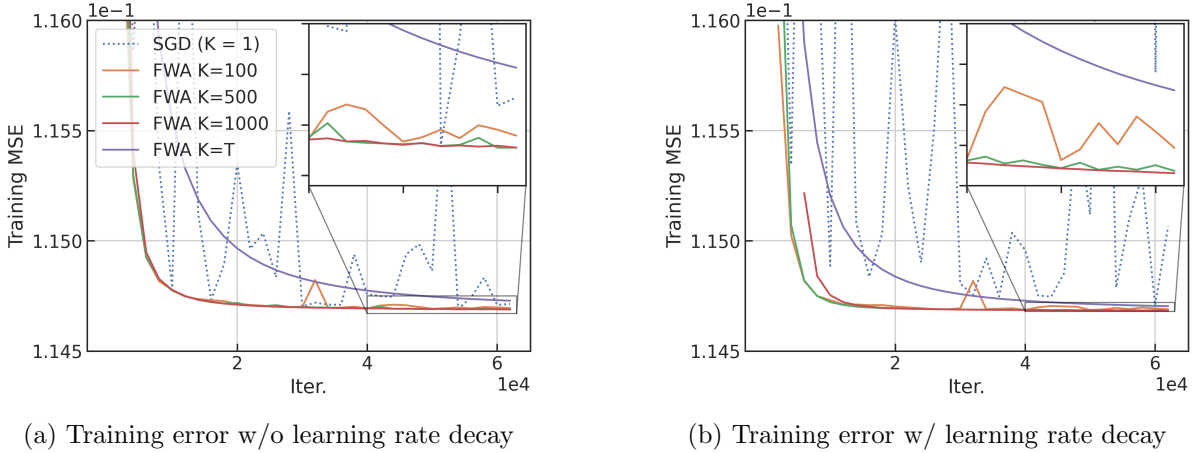 1e−1
1.160
1.155
1.150
1.145
Training MSE
SGD (K = 1)
FWA K=100
FWA K=500
FWA K=1000
FWA K=T
2
4
6
1e4
Iter.
(a) Training error w/o learning rate decay
1e−1
1.160
1.155
1.150
1.145
Training MSE
2
4
6
1e4
Iter.
(b) Training error w/ learning rate decay